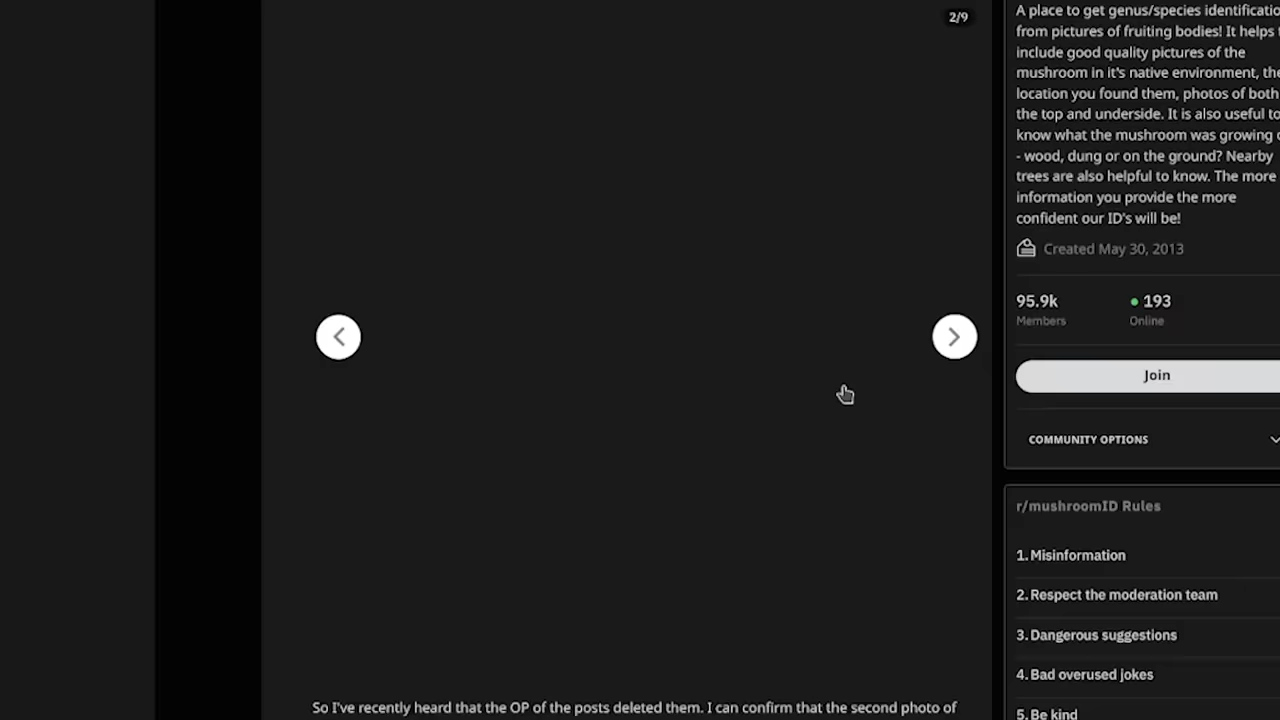 2/9
A place to get genus/species identificatio
from pictures of fruiting bodies! It helps
include good quality pictures of the
mushroom in it's native environment, the
location you found them, photos of both
the top and underside. It is also useful to
know what the mushroom was growing
- wood, dung or on the ground? Nearby
trees are also helpful to know. The more
information you provide the more
confident our ID's will be!
Created May 30, 2013
95.9k
Members
193
Online
Join
COMMUNITY OPTIONS
r/mushroomID Rules
1. Misinformation
2. Respect the moderation team
3. Dangerous suggestions
4. Bad overused jokes
5. Be kind
So I've recently heard that the OP of the posts deleted them. I can confirm that the second photo of